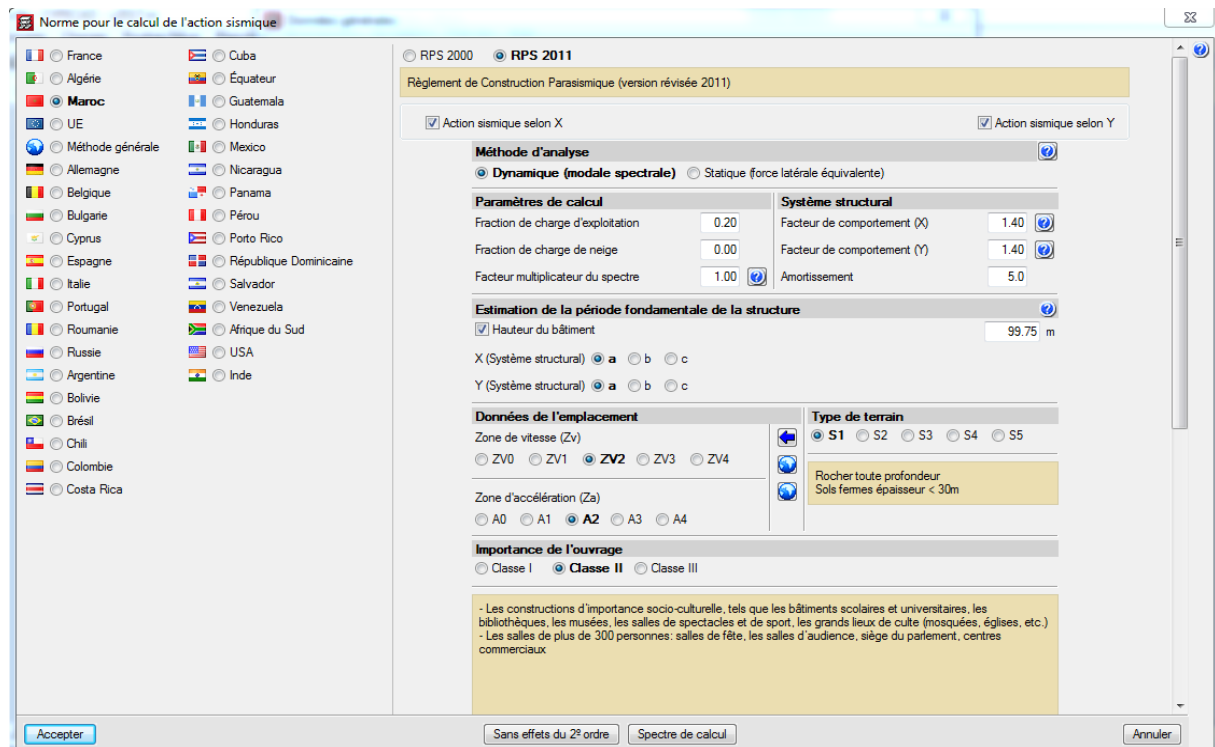 Norme pour le calcul de l'action sismique
France
Algérie
Maroc
UE
Méthode générale
Allemagne
Belgique
Bulgarie
Cyprus
Espagne
Italie
Portugal
Roumanie
Russie
Argentine
Bolivie
Brésil
Chili
Colombie
Costa Rica
Cuba
Équateur
Guatemala
Honduras
Mexico
Nicaragua
Panama
Pérou
Porto Rico
République Dominicaine
Salvador
Venezuela
Afrique du Sud
USA
Inde
RPS 2000 RPS 2011
Règlement de Construction Parasismique (version révisée 2011)
Action sismique selon X Action sismique selon Y
Méthode d'analyse
Dynamique (modale spectrale) Statique (force latérale équivalente)
Paramètres de calcul
Fraction de charge d'exploitation 0.20
Fraction de charge de neige 0.00
Facteur multiplicateur du spectre 1.00
Système structural
Facteur de comportement (X) 1.40
Facteur de comportement (Y) 1.40
Amortissement 5.0
Estimation de la période fondamentale de la structure
Hauteur du bâtiment 99.75 m
X (Système structural) a b c
Y (Système structural) a b c
Données de l'emplacement
Zone de vitesse (Zv)
ZV0 ZV1 ZV2 ZV3 ZV4
Zone d'accélération (Za)
A0 A1 A2 A3 A4
Type de terrain
S1 S2 S3 S4 S5
Rocher toute profondeur
Sols fermes épaisseur < 30m
Importance de l'ouvrage
Classe I Classe II Classe III
- Les constructions d'importance socio-culturelle, tels que les bâtiments scolaires et universitaires, les
bibliothèques, les musées, les salles de spectacles et de sport, les grands lieux de culte (mosquées, églises, etc.)
- Les salles de plus de 300 personnes: salles de fête, les salles d'audience, siège du parlement, centres
commerciaux
Accepter Sans effets du 2º ordre Spectre de calcul Annuler